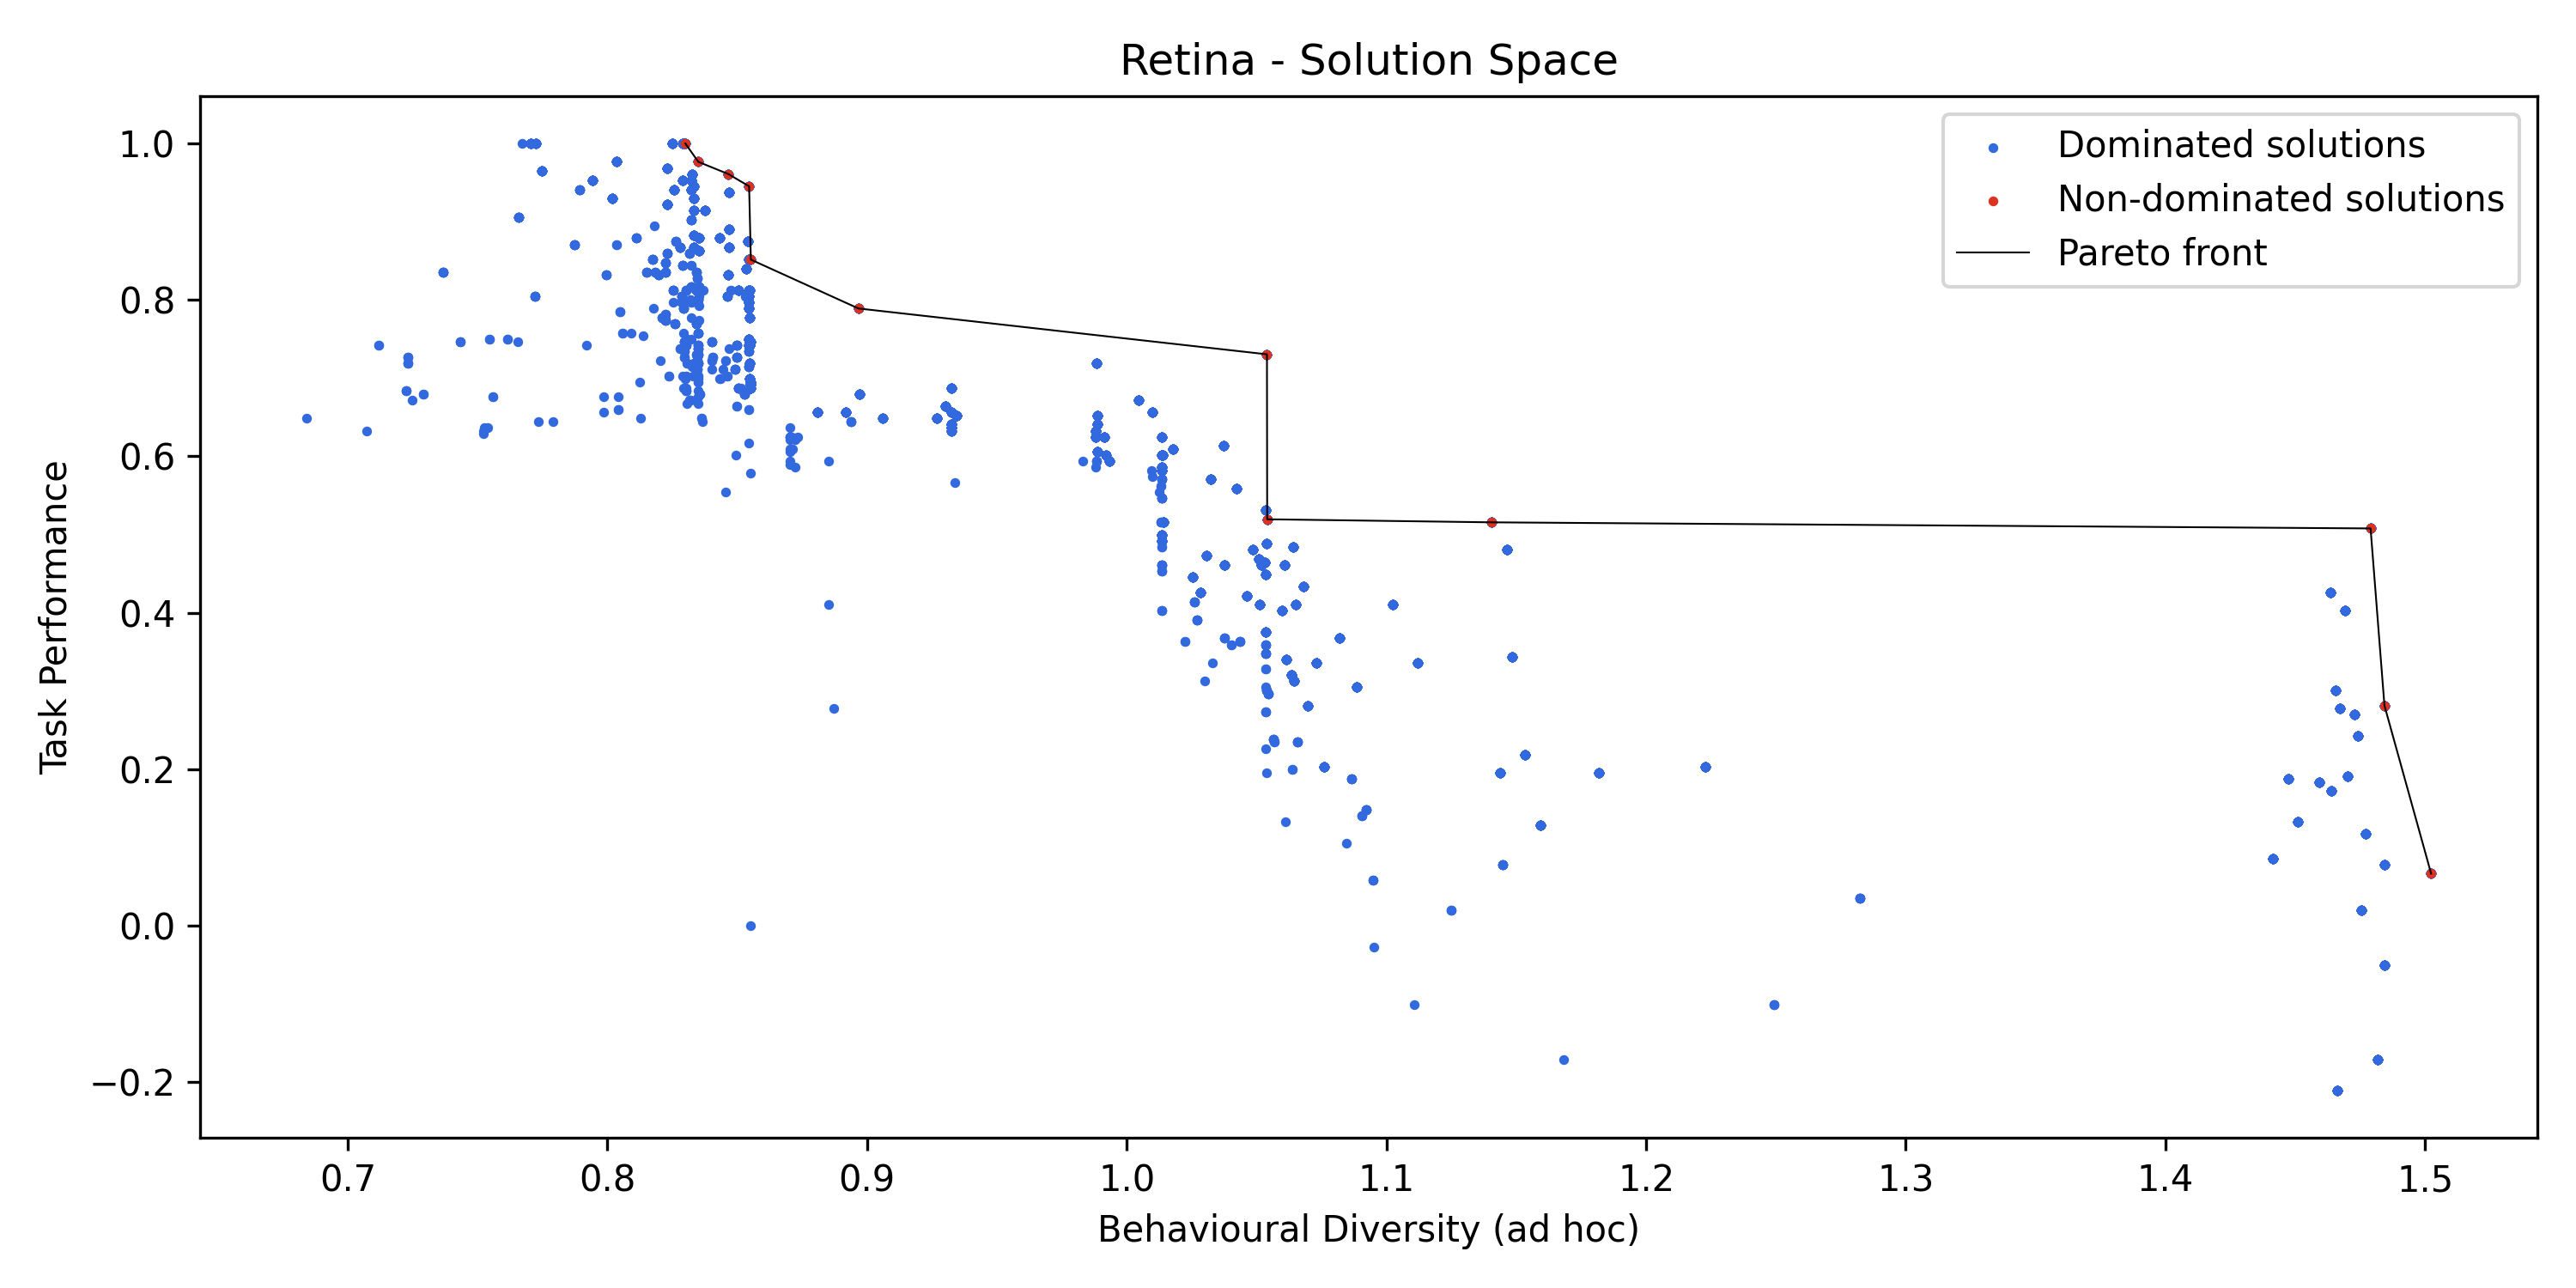 Retina - Solution Space
Dominated solutions
Non-dominated solutions
Pareto front
Task Performance
1.0
0.8
0.6
0.4
0.2
0.0
−0.2
0.7 0.8 0.9 1.0 1.1 1.2 1.3 1.4 1.5
Behavioural Diversity (ad hoc)